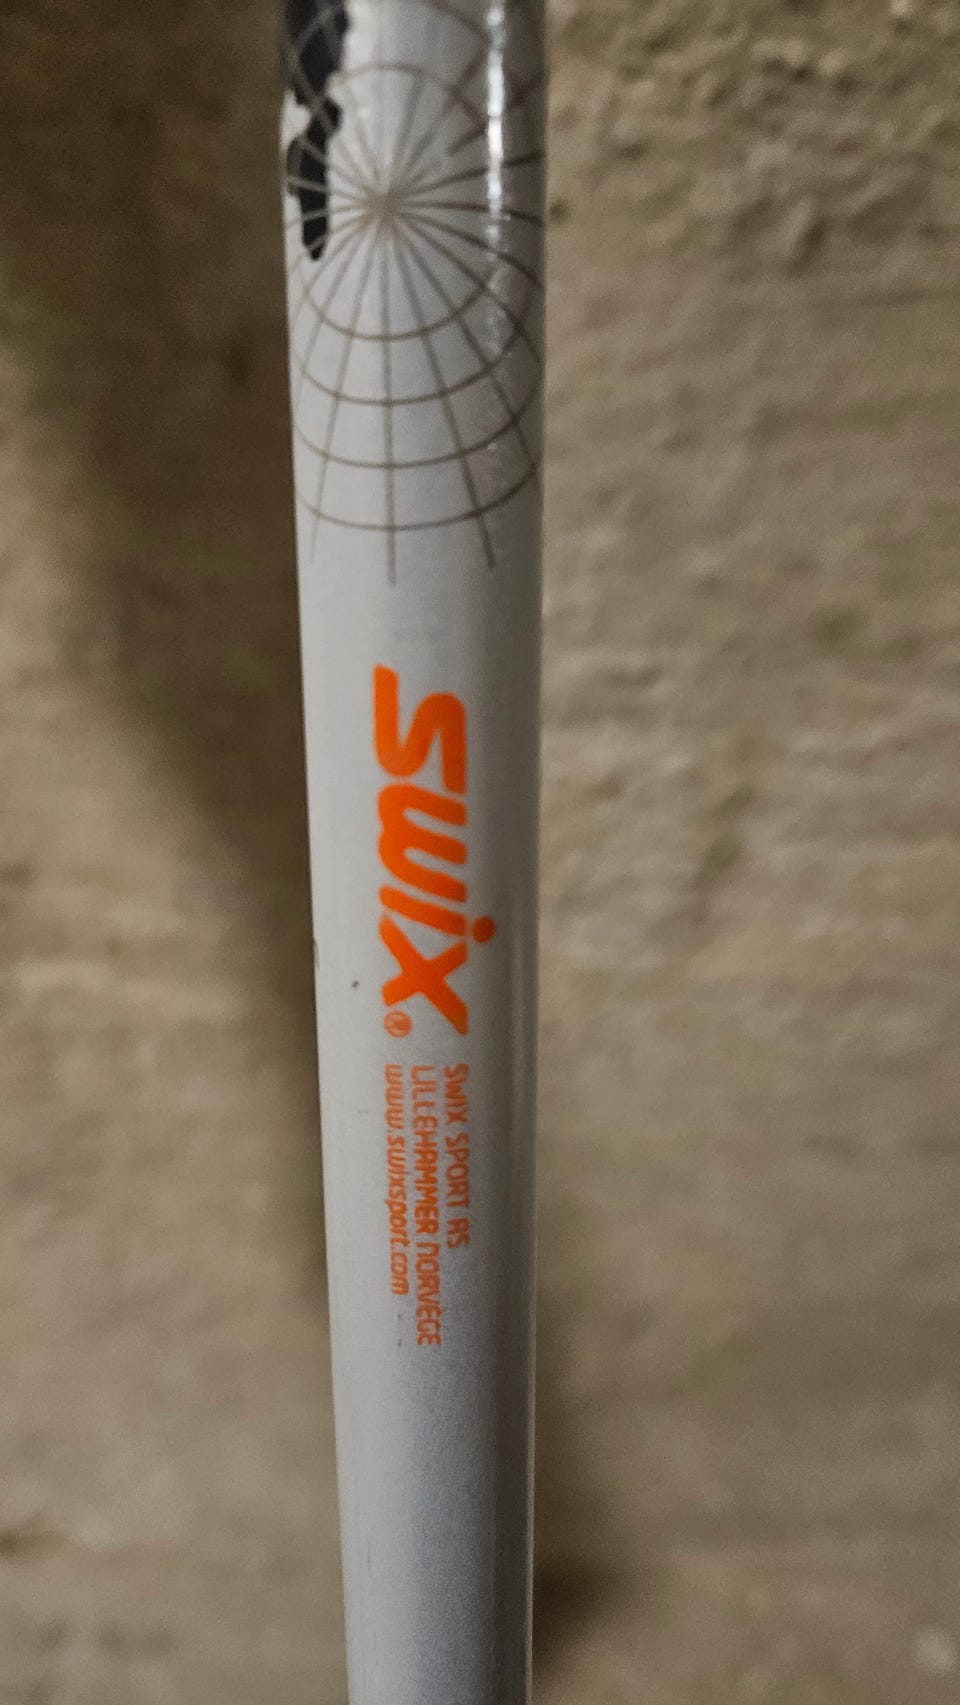 swix®
SWIX SPORT AS
LILLEHAMMER NORVÈGE
www.swixsport.com